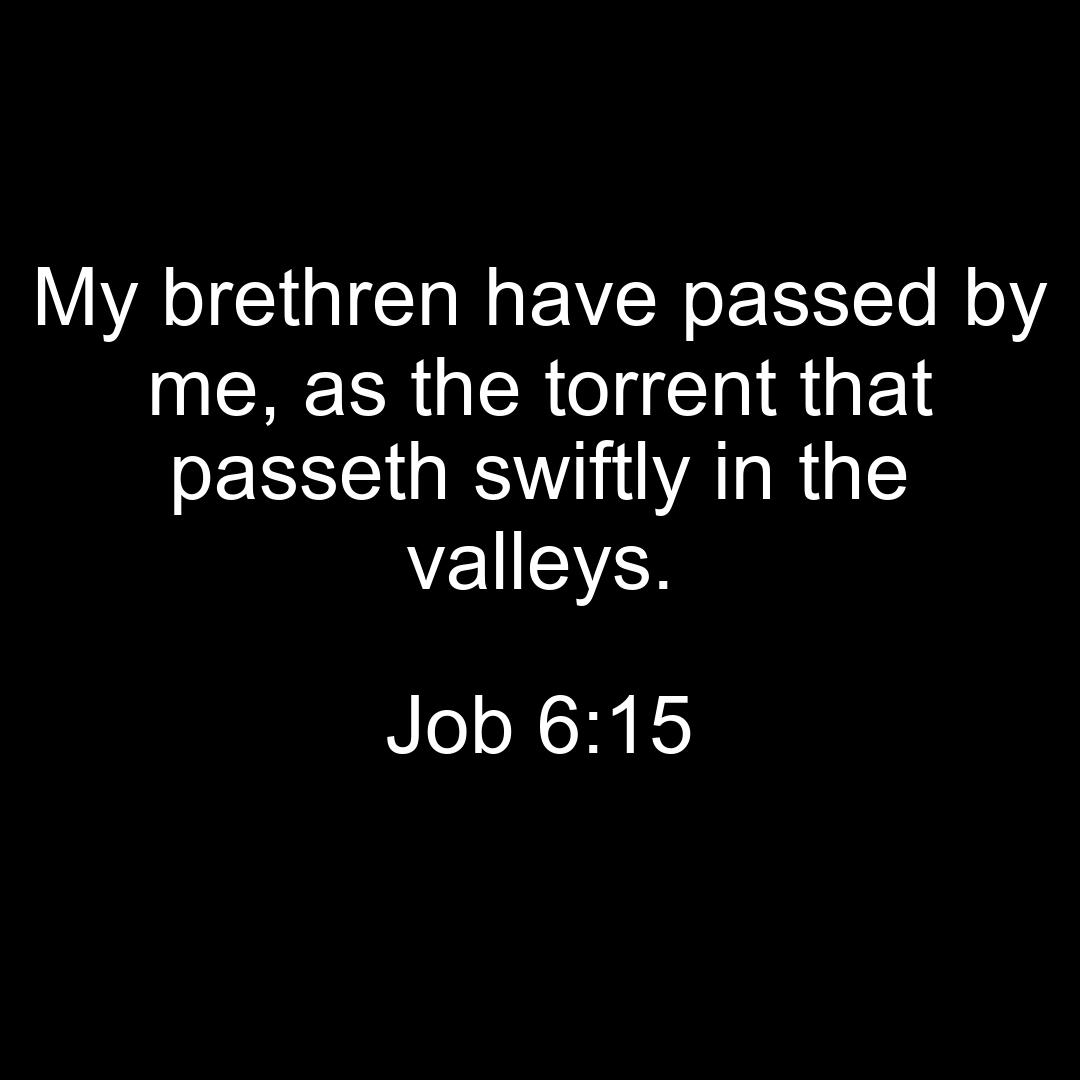 My brethren have passed by
me, as the torrent that
passeth swiftly in the
valleys.
Job 6:15